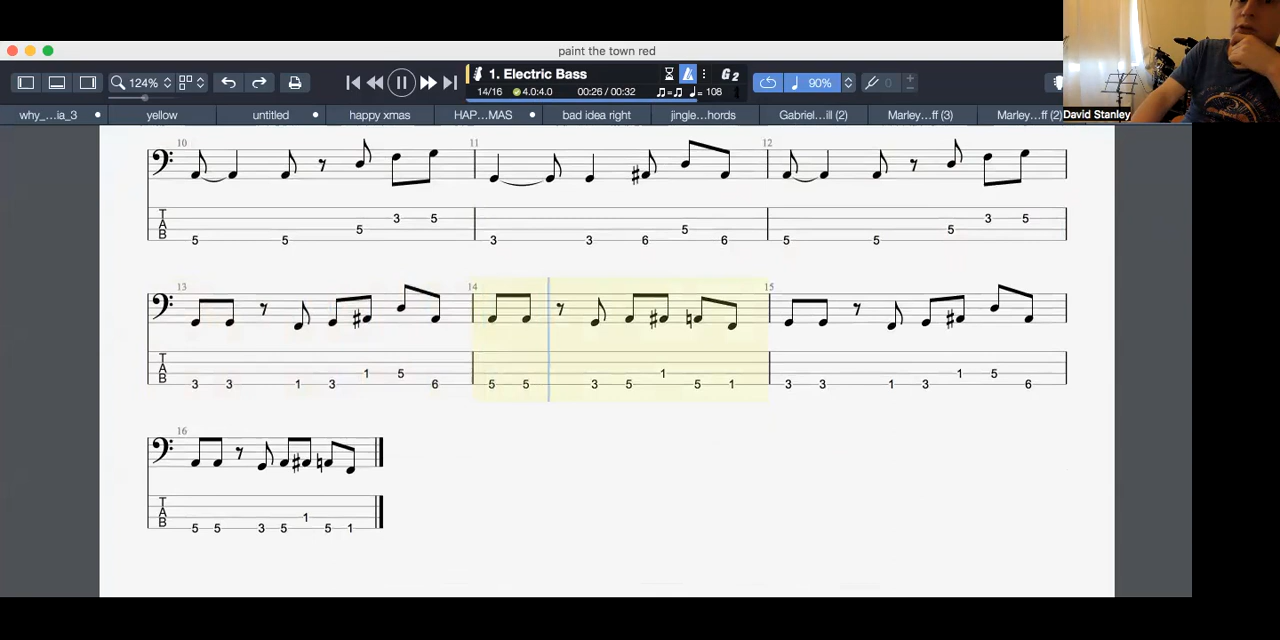 paint the town red
124%
1. Electric Bass
14/16
4.0:4.0
00:26 / 00:32
= 108
G2
90%
0
why_...ia_3
yellow
untitled
happy xmas
HAP...MAS
bad idea right
jingle...hords
Gabriel...ill (2)
Marley...ff (3)
Marley...ff (2)
David Stanley
10 11 12
T
A
B
5 5 5 3 5 3 3 6 5 6 5 5 5 3 5
13 14 15
T
A
B
3 3 1 3 1 5 6 5 5 3 5 1 5 1 3 3 1 3 1 5 6
16
T
A
B
5 5 3 5 1 5 1